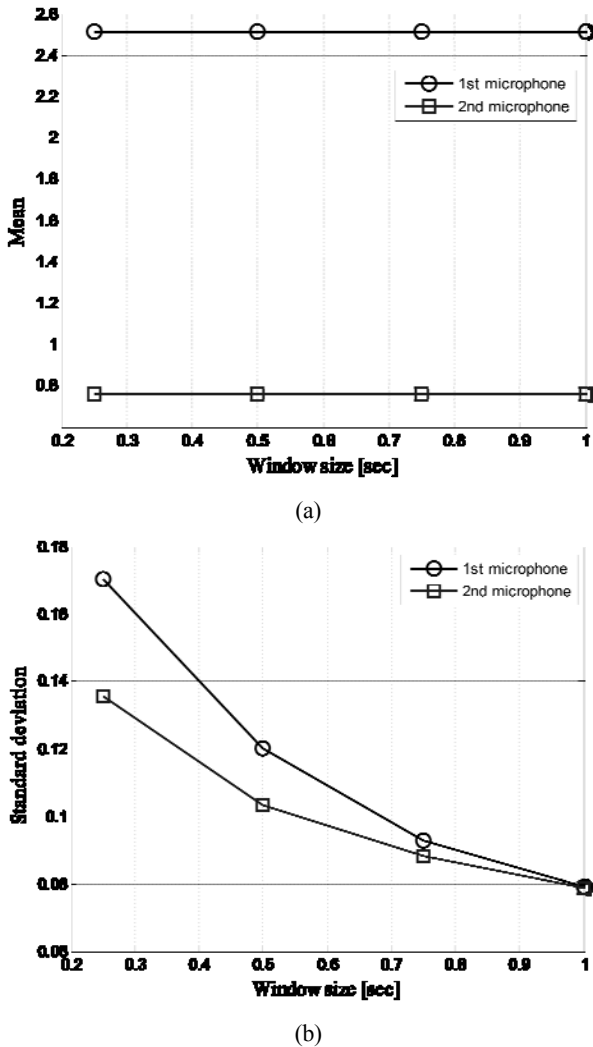 2.6
2.4
2.2
2
1.8
1.6
1.4
1.2
1
0.8
Mean
1st microphone
2nd microphone
0.2 0.3 0.4 0.5 0.6 0.7 0.8 0.9 1
Window size [sec]
(a)
0.18
0.16
0.14
0.12
0.1
0.08
0.06
Standard deviation
1st microphone
2nd microphone
0.2 0.3 0.4 0.5 0.6 0.7 0.8 0.9 1
Window size [sec]
(b)